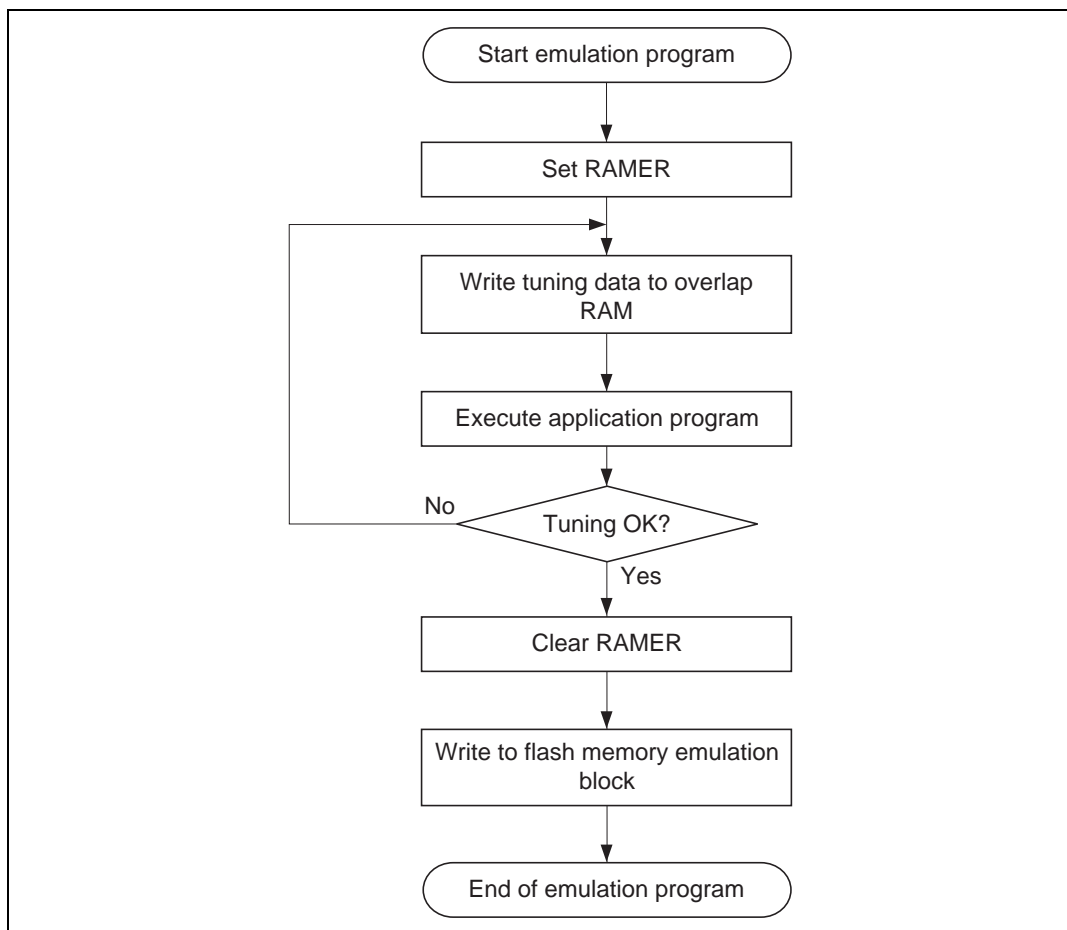 Start emulation program
Set RAMER
Write tuning data to overlap
RAM
Execute application program
No
Tuning OK?
Yes
Clear RAMER
Write to flash memory emulation
block
End of emulation program